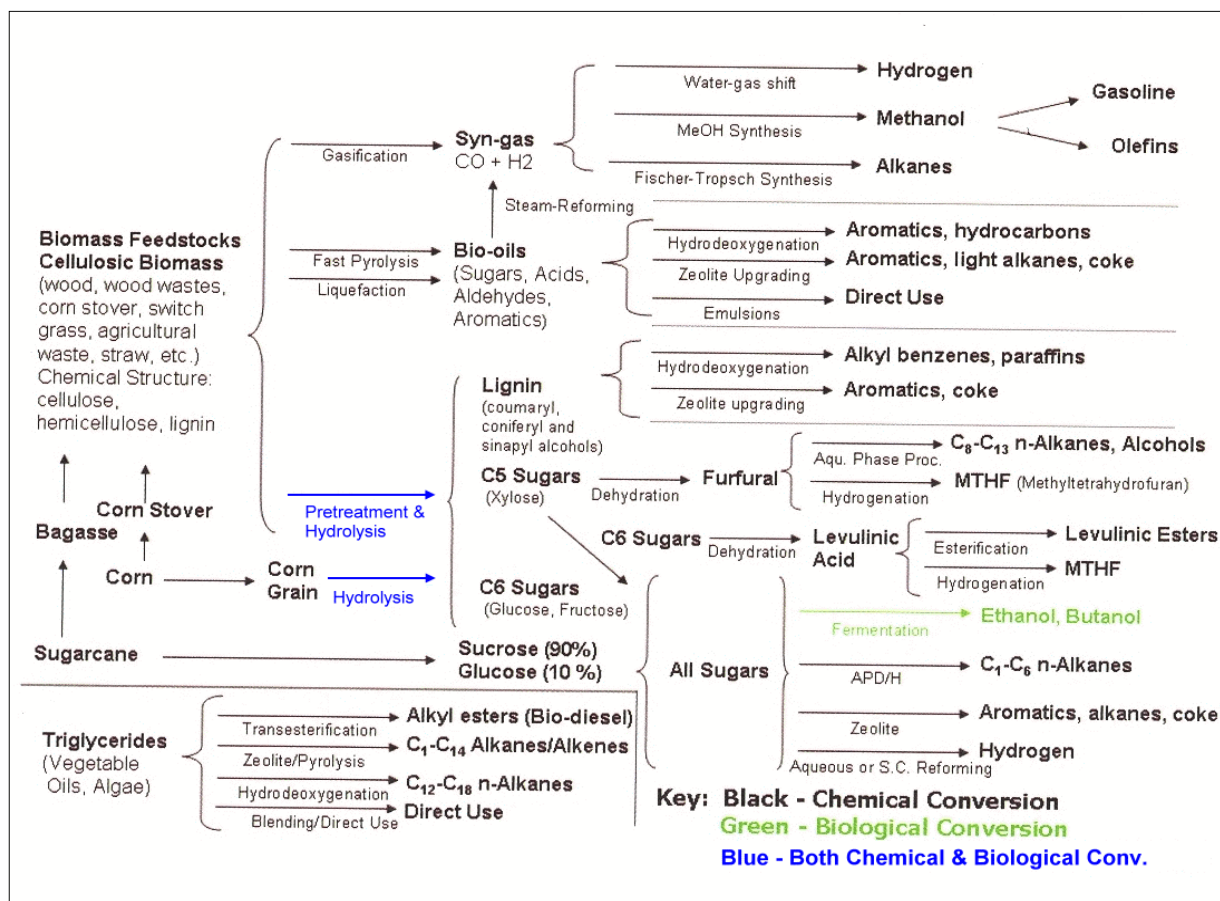 Water-gas shift
Hydrogen
MeOH Synthesis
Methanol
Gasoline
Olefins
Gasification
Syn-gas
CO + H2
Fischer-Tropsch Synthesis
Alkanes
Steam-Reforming
Biomass Feedstocks
Cellulosic Biomass
(wood, wood wastes,
corn stover, switch
grass, agricultural
waste, straw, etc.)
Chemical Structure:
cellulose,
hemicellulose, lignin
Fast Pyrolysis
Liquefaction
Bio-oils
(Sugars, Acids,
Aldehydes,
Aromatics)
Hydrodeoxygenation
Aromatics, hydrocarbons
Zeolite Upgrading
Aromatics, light alkanes, coke
Emulsions
Direct Use
Lignin
(coumaryl,
coniferyl and
sinapyl alcohols)
Hydrodeoxygenation
Alkyl benzenes, paraffins
Zeolite upgrading
Aromatics, coke
C5 Sugars
(Xylose)
Dehydration
Furfural
Aqu. Phase Proc.
C8-C13 n-Alkanes, Alcohols
Hydrogenation
MTHF (Methyltetrahydrofuran)
Pretreatment &
Hydrolysis
Corn Stover
Bagasse
Corn
Corn
Grain
Hydrolysis
C6 Sugars
Dehydration
Levulinic
Acid
Esterification
Levulinic Esters
Hydrogenation
MTHF
C6 Sugars
(Glucose, Fructose)
Sugarcane
Sucrose (90%)
Glucose (10 %)
All Sugars
Fermentation
Ethanol, Butanol
APD/H
C1-C6 n-Alkanes
Zeolite
Aromatics, alkanes, coke
Aqueous or S.C. Reforming
Hydrogen
Triglycerides
(Vegetable
Oils, Algae)
Transesterification
Alkyl esters (Bio-diesel)
Zeolite/Pyrolysis
C1-C14 Alkanes/Alkenes
Hydrodeoxygenation
C12-C18 n-Alkanes
Blending/Direct Use
Direct Use
Key: Black - Chemical Conversion
Green - Biological Conversion
Blue - Both Chemical & Biological Conv.